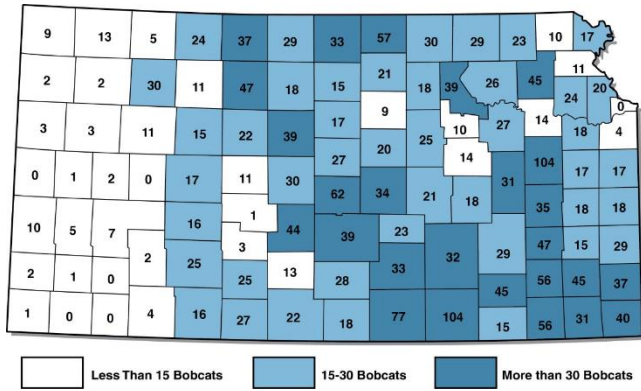 9 13 5 24 37 29 33 57 30 29 23 10 17
11
2 2 30 11 47 18 15 21 18 39 26 45 24 20
0
3 3 11 15 22 39 17 9 25 10 27 14 18 4
0 1 2 0 17 11 30 27 20 14 104 17 17
62 34 21 18 31
10 5 7 16 1 44 39 23 35 18 18
2 1 0 2 25 3 13 33 32 29 47 15 29
25 28 45 56 45 37
1 0 0 4 16 27 22 18 77 104 15 56 31 40
Less Than 15 Bobcats 15-30 Bobcats More than 30 Bobcats